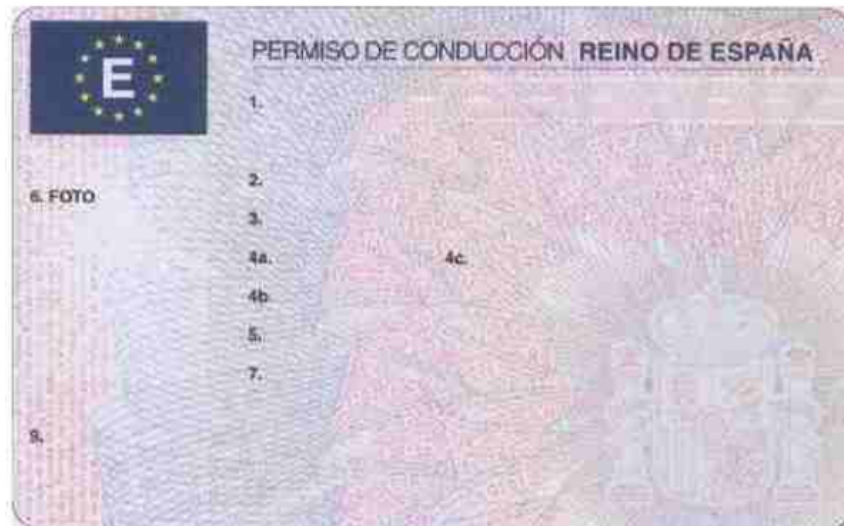 E
PERMISO DE CONDUCCIÓN REINO DE ESPAÑA
1.
2.
6. FOTO
3.
4a. 4c.
4b.
5.
7.
9.